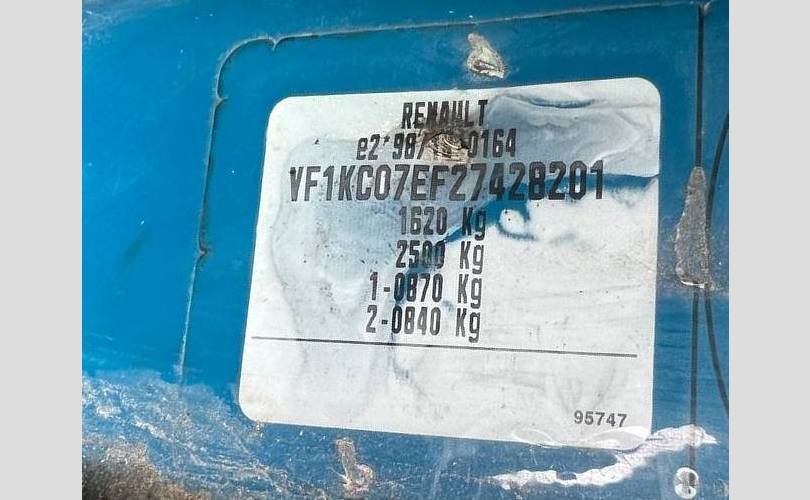 RENAULT
e2*98/ 0164
VF1KC07EF27428201
1620 Kg
2500 Kg
1-0870 Kg
2-0840 Kg
95747